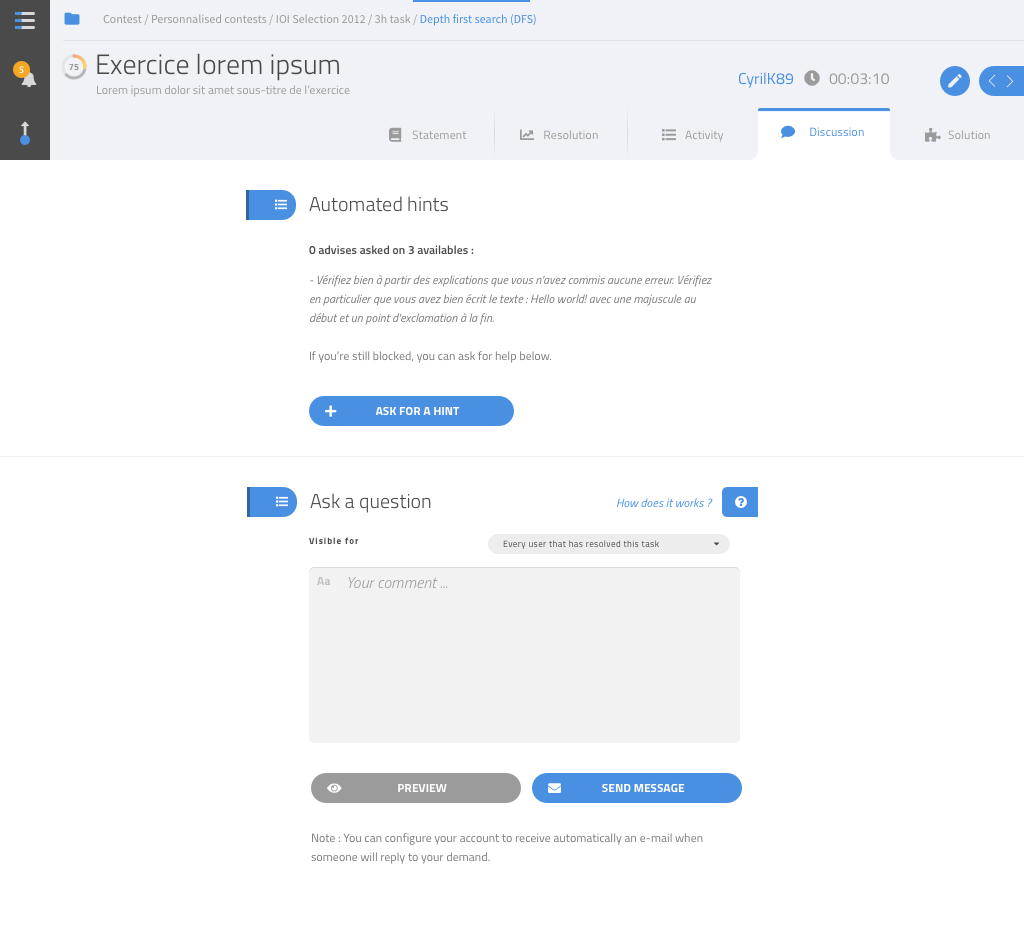 Contest / Personnalised contests / IOI Selection 2012 / 3h task / Depth first search (DFS)
75
Exercice lorem ipsum
Lorem ipsum dolor sit amet sous-titre de l'exercice
CyrilK89 00:03:10
5
Statement
Resolution
Activity
Discussion
Solution
Automated hints
0 advises asked on 3 availables :
- Vérifiez bien à partir des explications que vous n'avez commis aucune erreur. Vérifiez
en particulier que vous avez bien écrit le texte : Hello world! avec une majuscule au
début et un point d'exclamation à la fin.
If you're still blocked, you can ask for help below.
ASK FOR A HINT
Ask a question
How does it works ?
?
Visible for
Every user that has resolved this task
Aa
Your comment ...
PREVIEW
SEND MESSAGE
Note : You can configure your account to receive automatically an e-mail when
someone will reply to your demand.